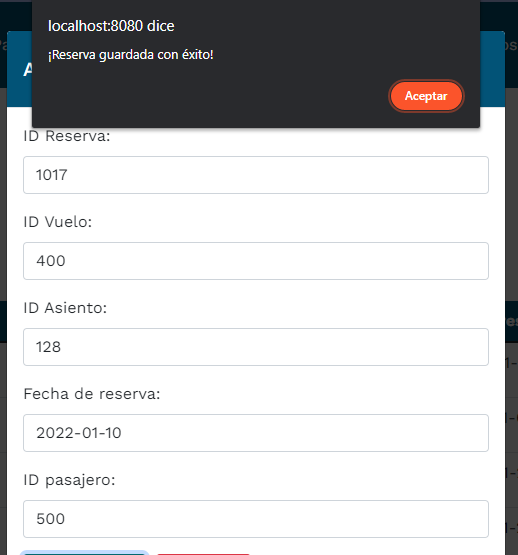 localhost:8080 dice
¡Reserva guardada con éxito!
Aceptar
ID Reserva:
1017
ID Vuelo:
400
ID Asiento:
128
Fecha de reserva:
2022-01-10
ID pasajero:
500